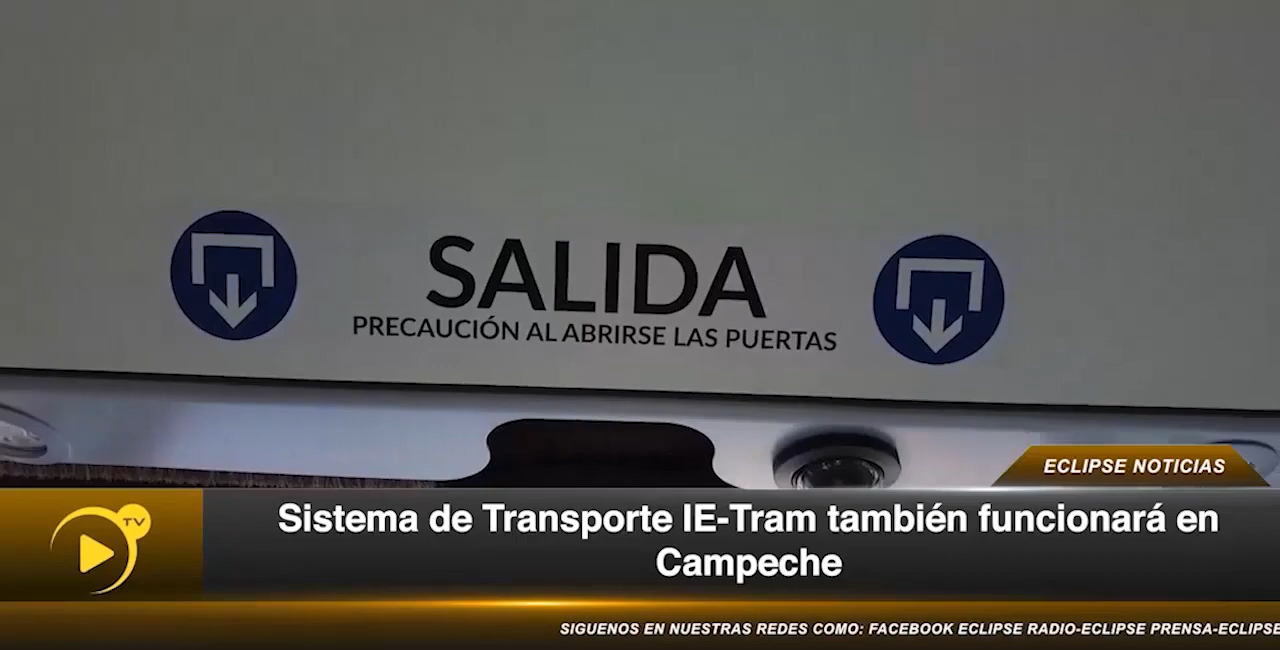 SALIDA
PRECAUCIÓN AL ABRIRSE LAS PUERTAS
ECLIPSE NOTICIAS
TV
Sistema de Transporte IE-Tram también funcionará en
Campeche
SIGUENOS EN NUESTRAS REDES COMO: FACEBOOK ECLIPSE RADIO-ECLIPSE PRENSA-ECLIPSE